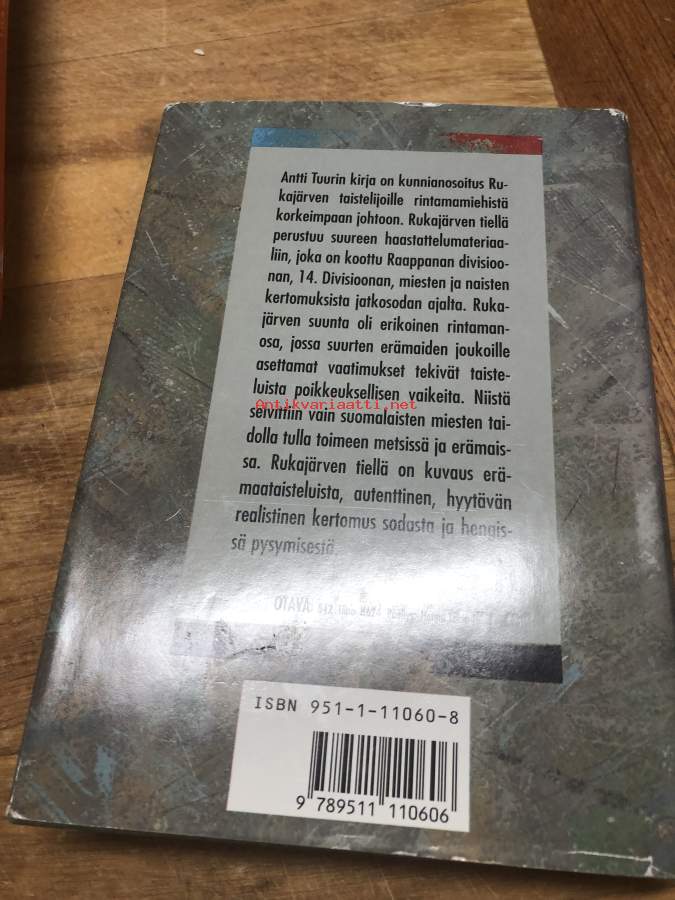 Antti Tuurin kirja on kunnianosoitus Ru-
kajärven taistelijoille rintamamiehistä
korkeimpaan johtoon. Rukajärven tiellä
perustuu suureen haastattelumateriaa-
liin, joka on koottu Raappanan divisioo-
nan, 14. Divisioonan, miesten ja naisten
kertomuksista jatkosodan ajalta. Ruka-
järven suunta oli erikoinen rintaman-
osa, jossa suurten erämaiden joukoille
asettamat vaatimukset tekivät taiste-
luista poikkeuksellisen vaikeita. Niistä
Antikvariaatti.net
selvittiin vain suomalaisten miesten tai-
dolla tulla toimeen metsissä ja erämais-
sa. Rukajärven tiellä on kuvaus erä-
maataisteluista, autenttinen, hyytävän
realistinen kertomus sodasta ja hengis-
sä pysymisestä.
OTAVA
ISBN 951-1-11060-8
9 789511 110606